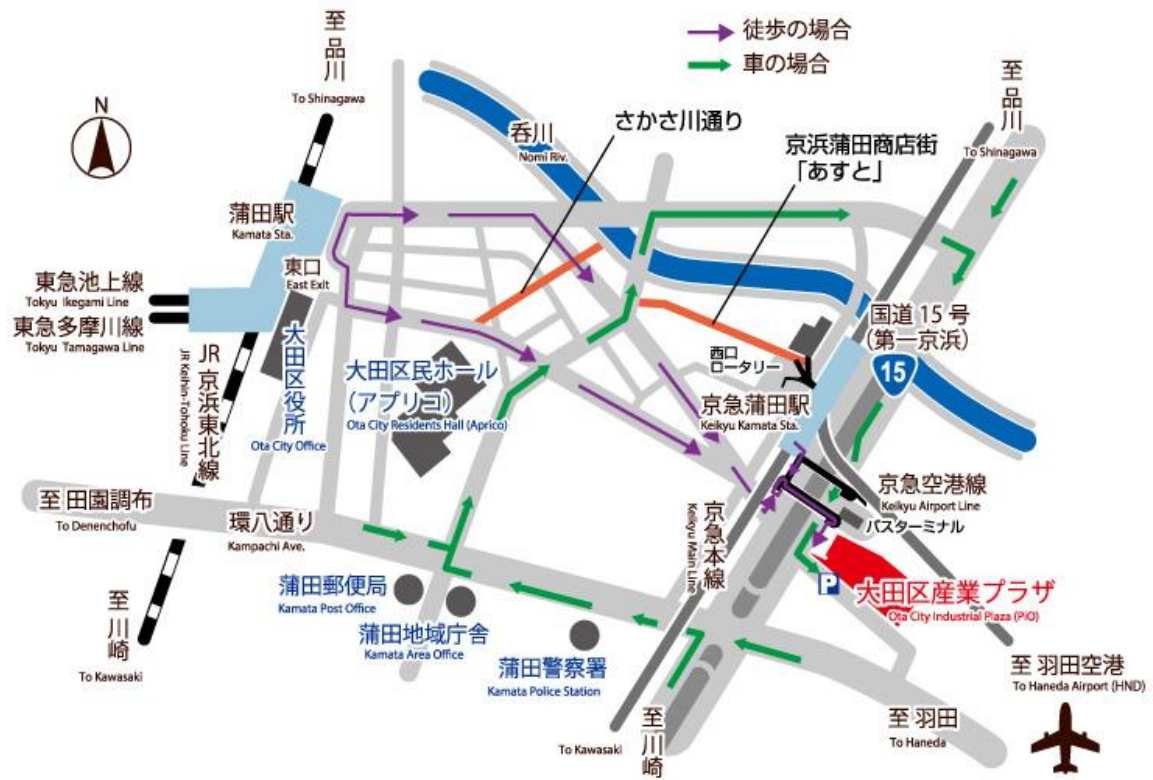 徒歩の場合
車の場合
N
至 品川
To Shinagawa
至 品川
To Shinagawa
さかさ川通り
呑川
Nomi Riv.
京浜蒲田商店街
「あすと」
蒲田駅
Kamata Sta.
東口
East Exit
東急池上線
Tokyu Ikegami Line
東急多摩川線
Tokyu Tamagawa Line
JR 京浜東北線
JR Keihin-Tohoku Line
大田区役所
Ota City Office
大田区民ホール
（アプリコ）
Ota City Residents Hall (Aprico)
西口
ロータリー
国道 15 号
（第一京浜）
15
京急蒲田駅
Keikyu Kamata Sta.
京急空港線
Keikyu Airport Line
バスターミナル
京急本線
Keikyu Main Line
至 田園調布
To Denenchofu
環八通り
Kampachi Ave.
蒲田郵便局
Kamata Post Office
蒲田地域庁舎
Kamata Area Office
蒲田警察署
Kamata Police Station
P
大田区産業プラザ
Ota City Industrial Plaza (PiO)
至 川崎
To Kawasaki
至 川崎
To Kawasaki
至 羽田
To Haneda
至 羽田空港
To Haneda Airport (HND)